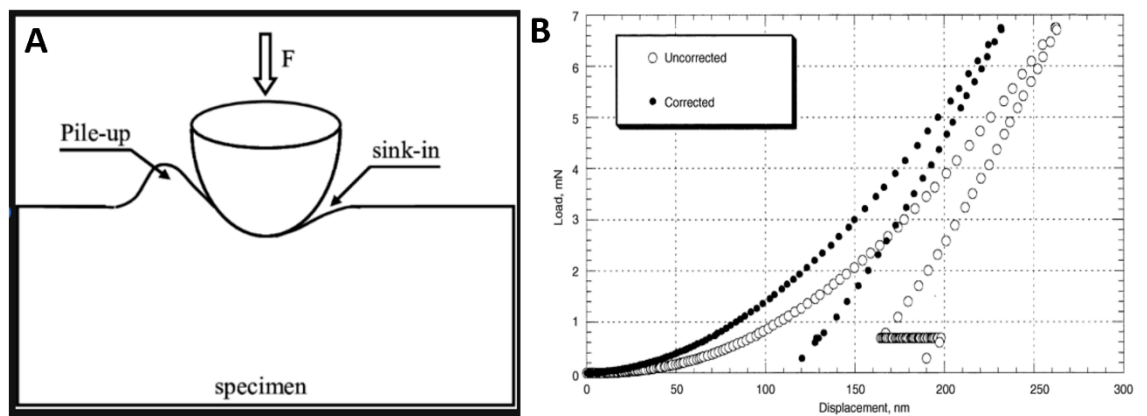 A
F
Pile-up
sink-in
specimen
B
7
6
5
4
3
2
1
0
Load, mN
Uncorrected
Corrected
0 50 100 150 200 250 300
Displacement, nm